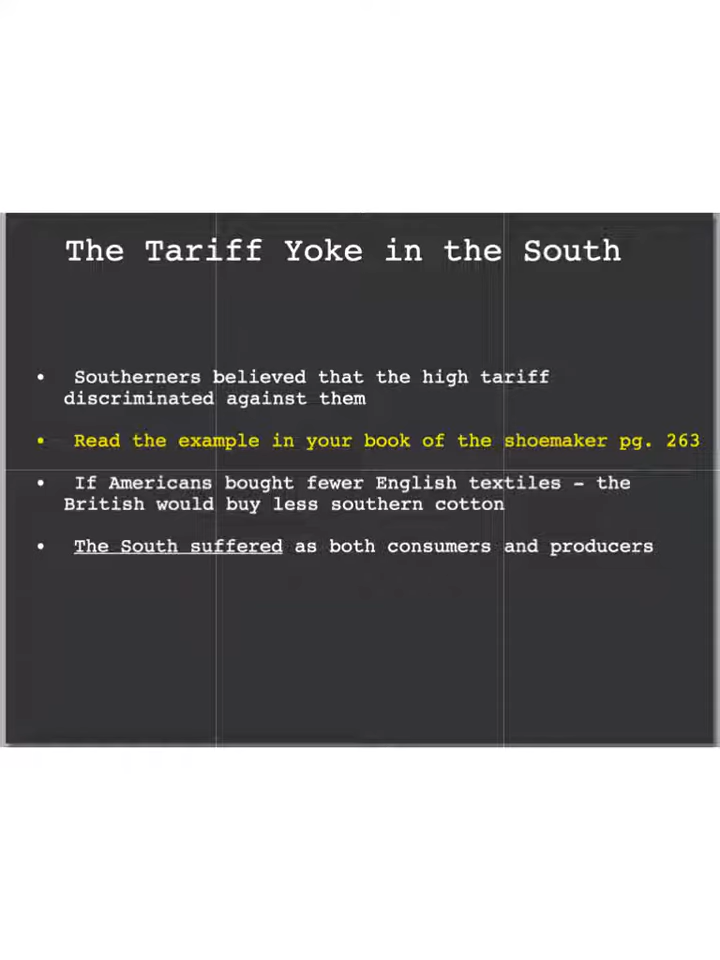 The Tariff Yoke in the South
• Southerners believed that the high tariff
discriminated against them
• Read the example in your book of the shoemaker pg. 263
• If Americans bought fewer English textiles – the
British would buy less southern cotton
• The South suffered as both consumers and producers